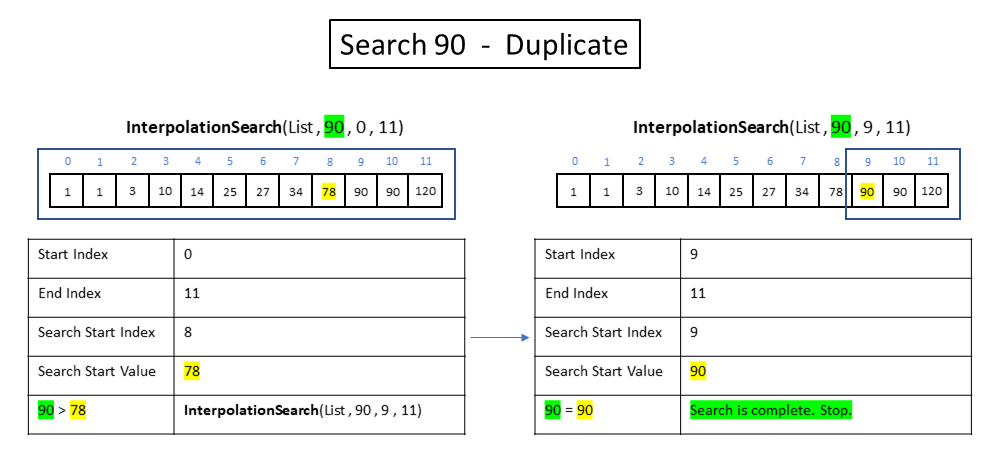 Search 90 - Duplicate
InterpolationSearch(List , 90 , 0 , 11)
0 1 2 3 4 5 6 7 8 9 10 11
1 1 3 10 14 25 27 34 78 90 90 120
Start Index 0
End Index 11
Search Start Index 8
Search Start Value 78
90 > 78 InterpolationSearch(List , 90 , 9 , 11)
InterpolationSearch(List , 90 , 9 , 11)
0 1 2 3 4 5 6 7 8 9 10 11
1 1 3 10 14 25 27 34 78 90 90 120
Start Index 9
End Index 11
Search Start Index 9
Search Start Value 90
90 = 90 Search is complete. Stop.